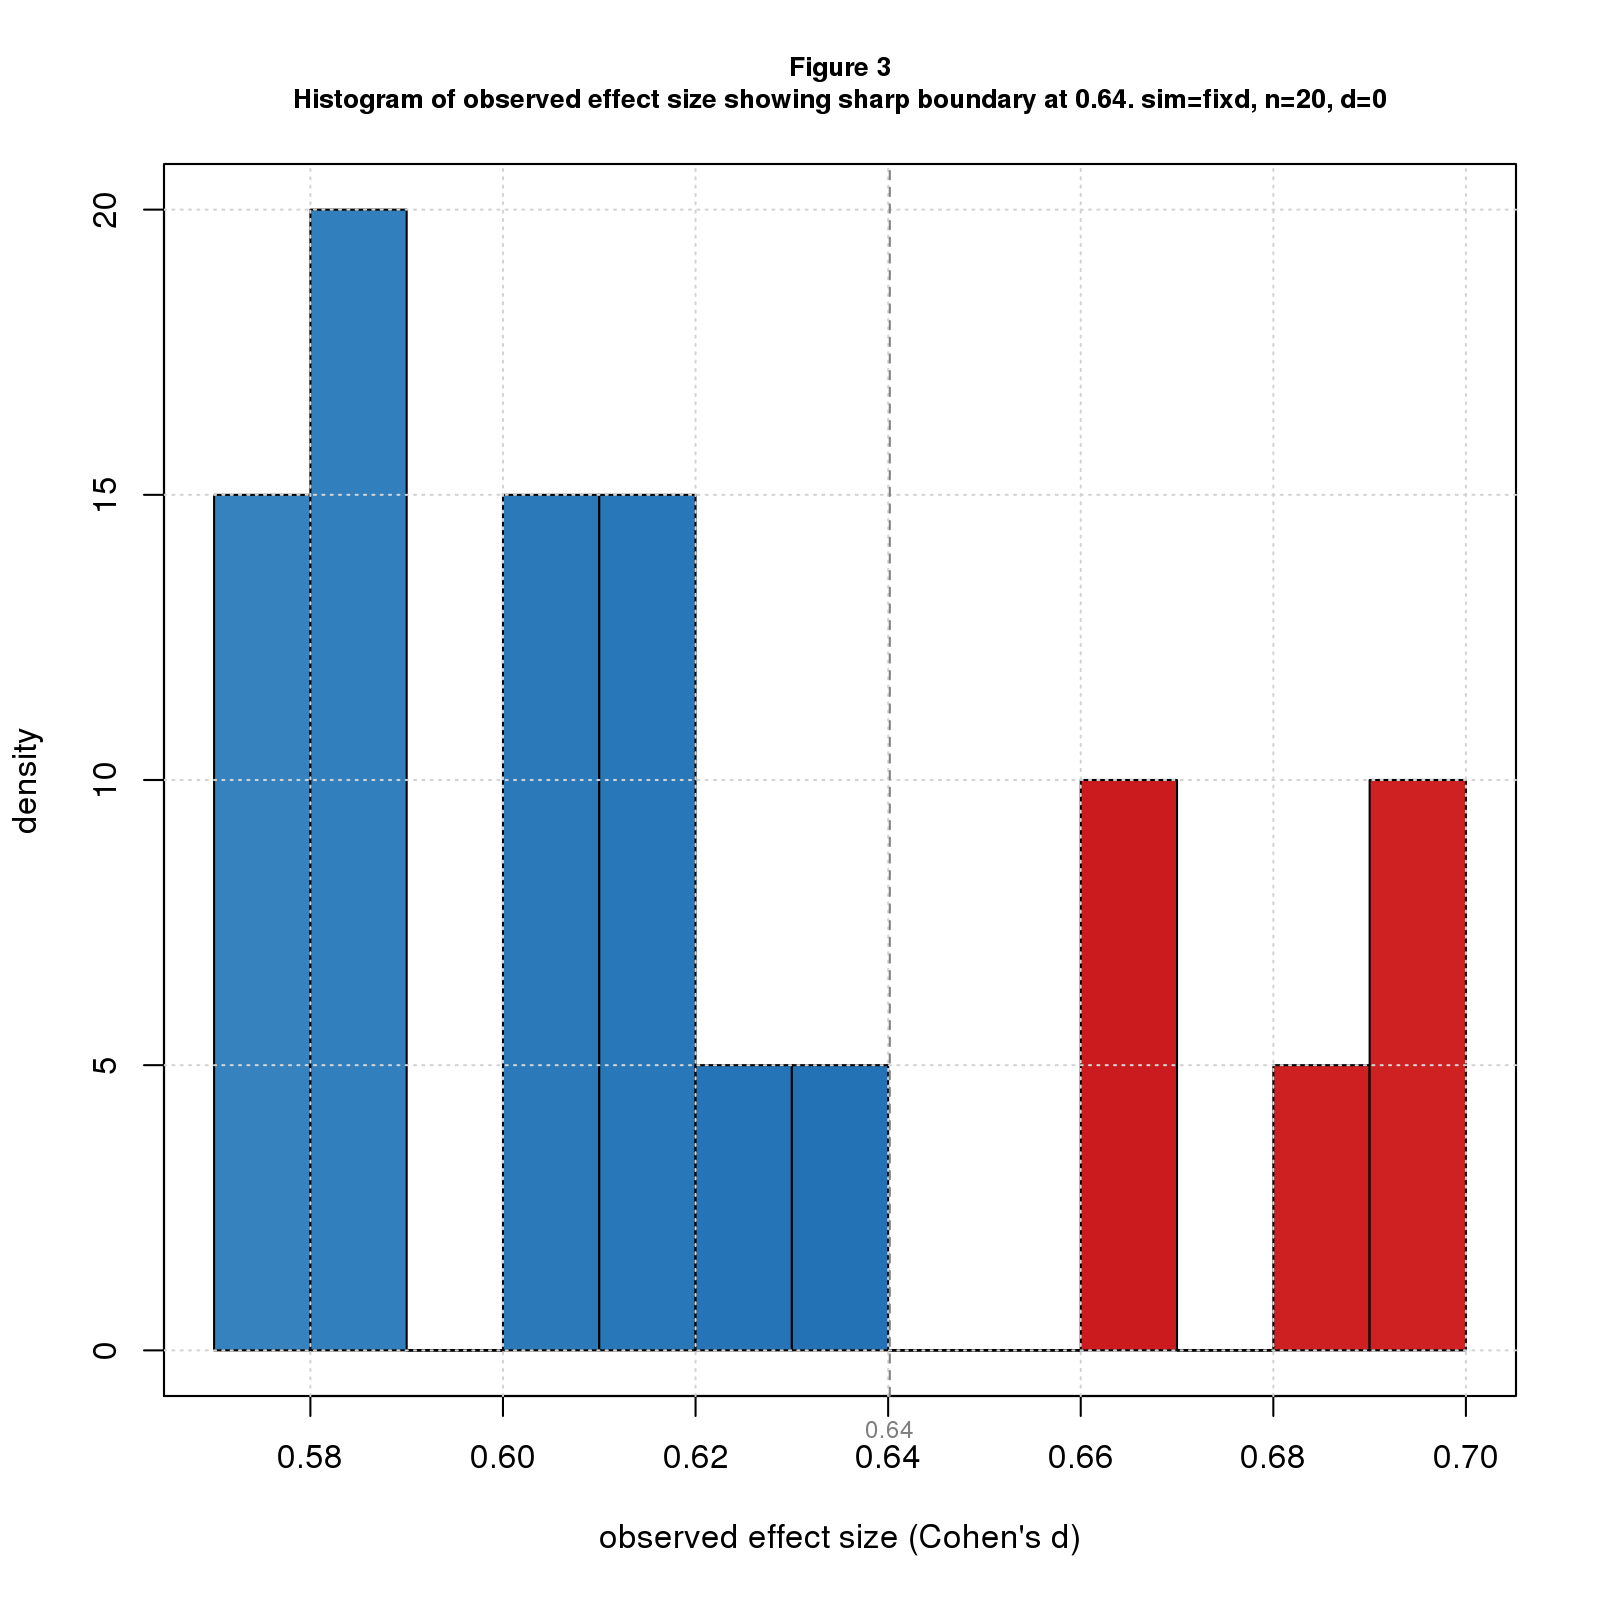 Figure 3
Histogram of observed effect size showing sharp boundary at 0.64. sim=fixd, n=20, d=0
20
15
10
5
0
density
0.64
0.58 0.60 0.62 0.64 0.66 0.68 0.70
observed effect size (Cohen's d)